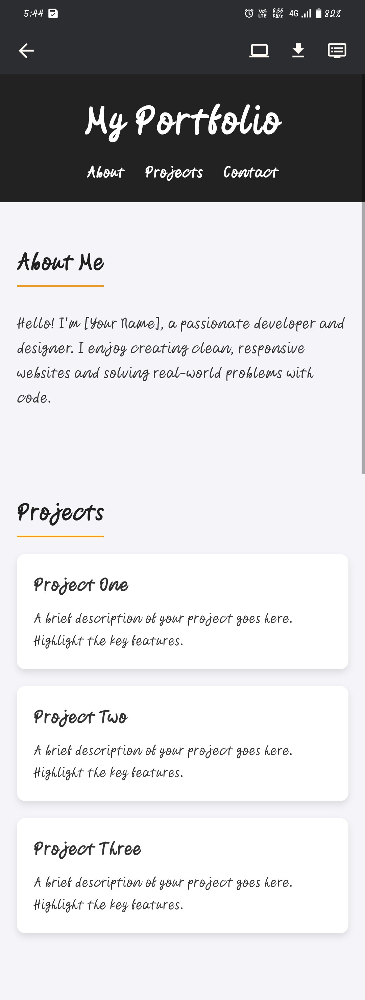 5:44
Vo) LTE 8.56 KB/s 4G 82%
My Portfolio
About Projects Contact
About Me
Hello! I'm [Your Name], a passionate developer and
designer. I enjoy creating clean, responsive
websites and solving real-world problems with
code.
Projects
Project One
A brief description of your project goes here.
Highlight the key features.
Project Two
A brief description of your project goes here.
Highlight the key features.
Project Three
A brief description of your project goes here.
Highlight the key features.